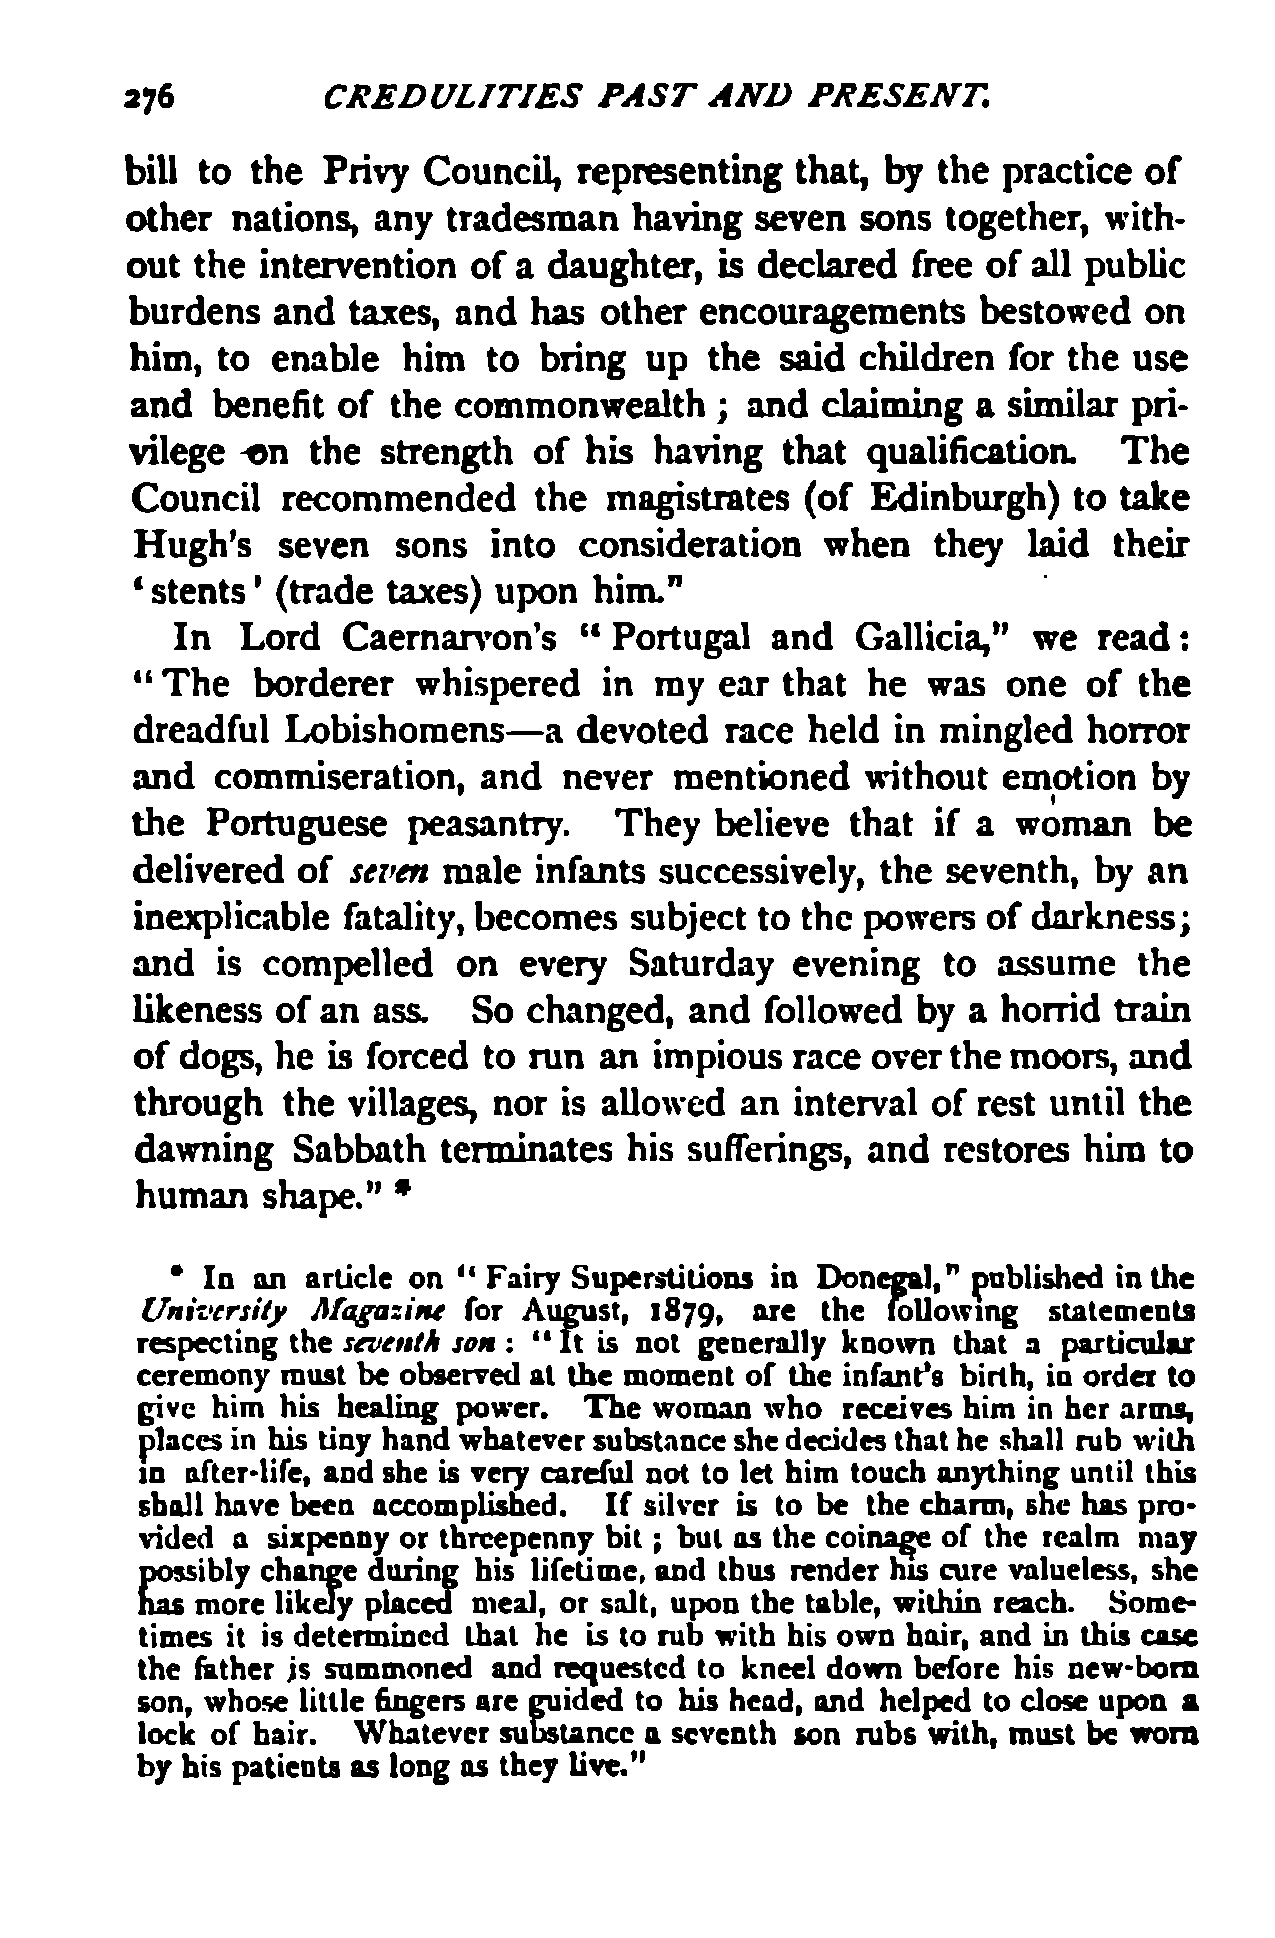 276 CREDULITIES PAST AND PRESENT.
bill to the Privy Council, representing that, by the practice of
other nations, any tradesman having seven sons together, with-
out the intervention of a daughter, is declared free of all public
burdens and taxes, and has other encouragements bestowed on
him, to enable him to bring up the said children for the use
and benefit of the commonwealth ; and claiming a similar pri-
vilege on the strength of his having that qualification. The
Council recommended the magistrates (of Edinburgh) to take
Hugh's seven sons into consideration when they laid their
‘stents’ (trade taxes) upon him."
In Lord Caernarvon's “Portugal and Gallicia,” we read :
“The borderer whispered in my ear that he was one of the
dreadful Lobishomens—a devoted race held in mingled horror
and commiseration, and never mentioned without emotion by
the Portuguese peasantry. They believe that if a woman be
delivered of seven male infants successively, the seventh, by an
inexplicable fatality, becomes subject to the powers of darkness;
and is compelled on every Saturday evening to assume the
likeness of an ass. So changed, and followed by a horrid train
of dogs, he is forced to run an impious race over the moors, and
through the villages, nor is allowed an interval of rest until the
dawning Sabbath terminates his sufferings, and restores him to
human shape.” *
* In an article on “Fairy Superstitions in Donegal,” published in the
University Magazine for August, 1879, are the following statements
respecting the seventh son : “It is not generally known that a particular
ceremony must be observed at the moment of the infant's birth, in order to
give him his healing power. The woman who receives him in her arms,
places in his tiny hand whatever substance she decides that he shall rub with
in after-life, and she is very careful not to let him touch anything until this
shall have been accomplished. If silver is to be the charm, she has pro-
vided a sixpenny or threepenny bit ; but as the coinage of the realm may
possibly change during his lifetime, and thus render his cure valueless, she
has more likely placed meal, or salt, upon the table, within reach. Some-
times it is determined that he is to rub with his own hair, and in this case
the father is summoned and requested to kneel down before his new-born
son, whose little fingers are guided to his head, and helped to close upon a
lock of hair. Whatever substance a seventh son rubs with, must be worn
by his patients as long as they live.”